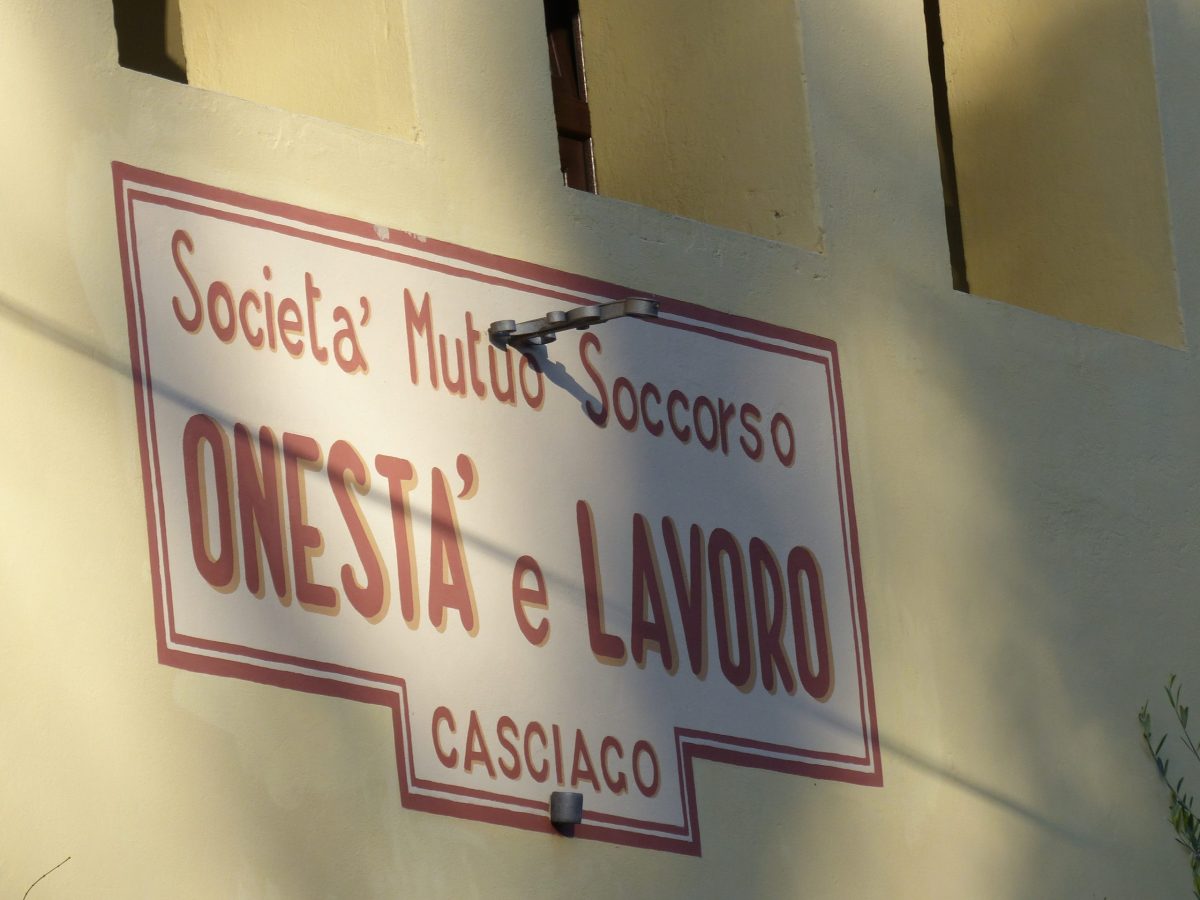 Societa' Mutuo Soccorso
ONESTA' e LAVORO
CASCIAGO